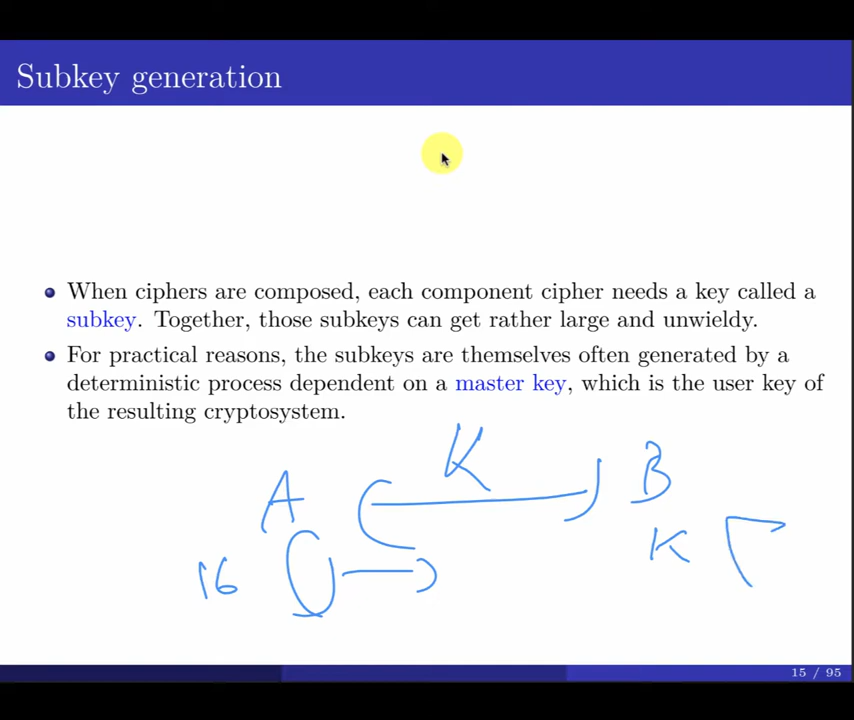 Subkey generation
When ciphers are composed, each component cipher needs a key called a
subkey. Together, those subkeys can get rather large and unwieldy.
For practical reasons, the subkeys are themselves often generated by a
deterministic process dependent on a master key, which is the user key of
the resulting cryptosystem.
K
A B
K
16
15 / 95